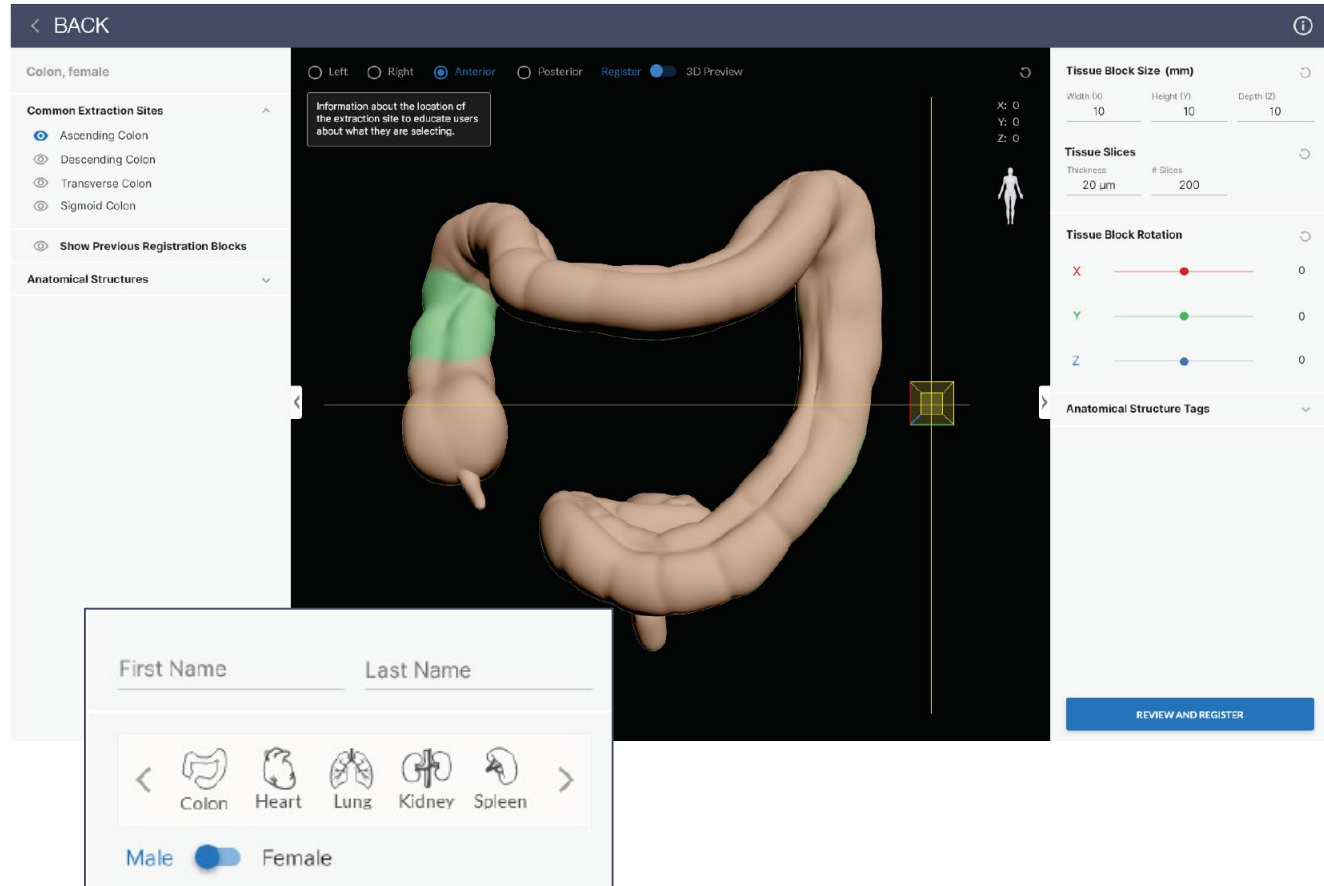 BACK
Colon, female
Common Extraction Sites
Ascending Colon
Descending Colon
Transverse Colon
Sigmoid Colon
Show Previous Registration Blocks
Anatomical Structures
Left Right Anterior Posterior Register 3D Preview
Information about the location of
the extraction site to educate users
about what they are selecting.
X: 0
Y: 0
Z: 0
Tissue Block Size (mm)
Width (X) Height (Y) Depth (Z)
10 10 10
Tissue Slices
Thickness # Slices
20 µm 200
Tissue Block Rotation
X 0
Y 0
Z 0
Anatomical Structure Tags
REVIEW AND REGISTER
First Name Last Name
Colon Heart Lung Kidney Spleen
Male Female